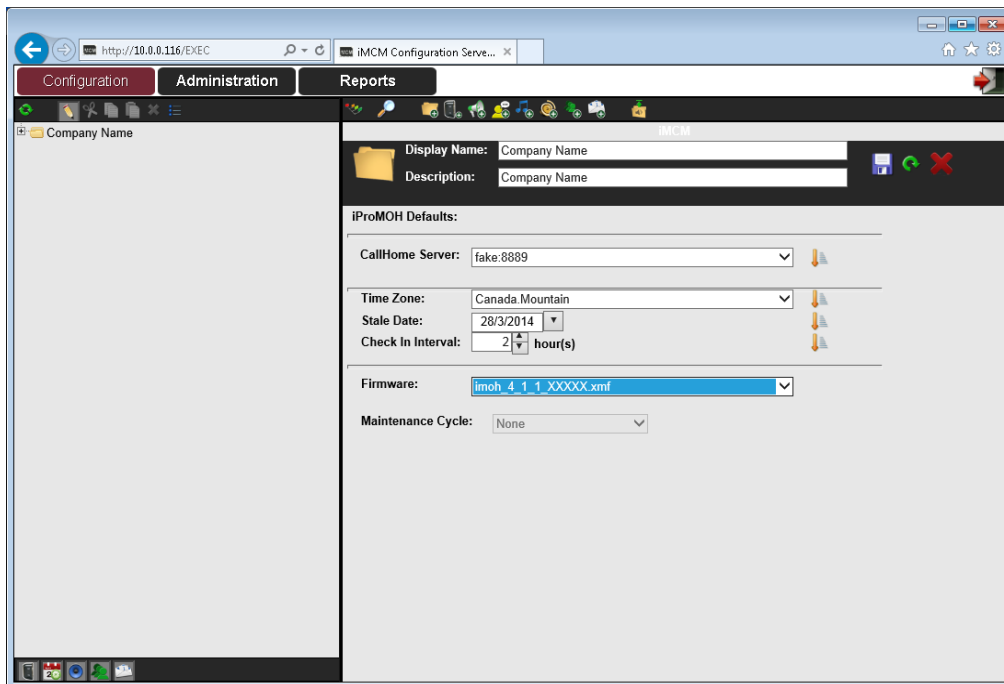 http://10.0.0.116/EXEC
iMCM Configuration Serve...
Configuration
Administration
Reports
Company Name
iMCM
Display Name:
Company Name
Description:
Company Name
iProMOH Defaults:
CallHome Server:
fake:8889
Time Zone:
Canada.Mountain
Stale Date:
28/3/2014
Check In Interval:
2
hour(s)
Firmware:
imoh_4_1_1_XXXXX.xmf
Maintenance Cycle:
None